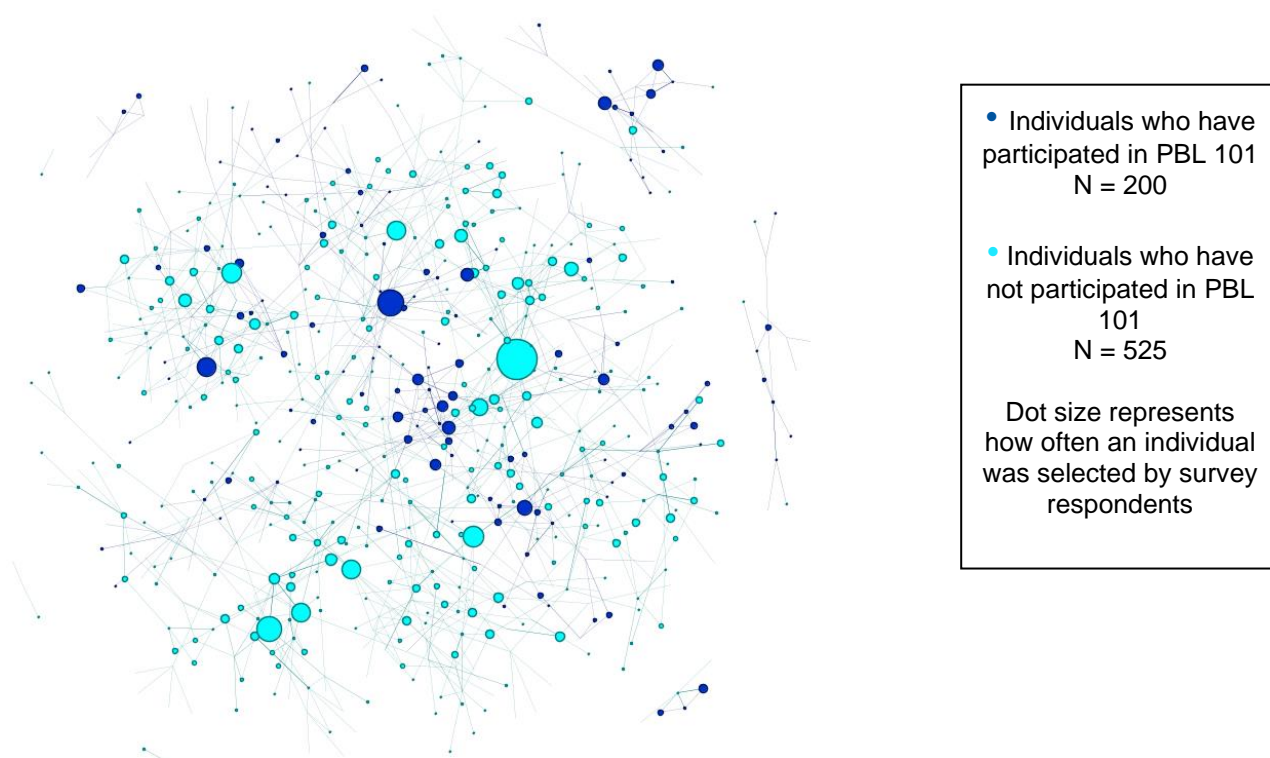 • Individuals who have
participated in PBL 101
N = 200
• Individuals who have
not participated in PBL
101
N = 525
Dot size represents
how often an individual
was selected by survey
respondents